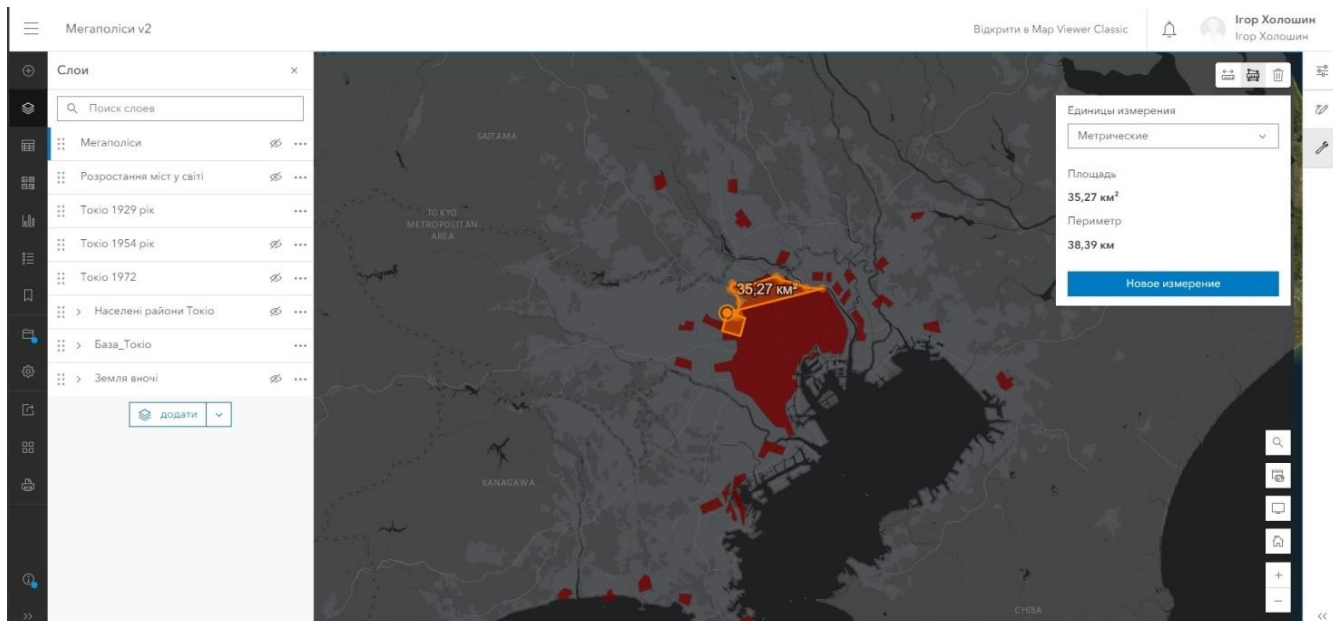 Мегаполіси v2
Відкрити в Map Viewer Classic
Ігор Холошин
Ігор Холошин
Слои
Поиск слоев
Мегаполіси
Розростання міст у світі
Токіо 1929 рік
Токіо 1954 рік
Токіо 1972
Населені райони Токіо
База_Токіо
Земля вночі
додати
SAITAMA
TOKYO
METROPOLITAN
AREA
35,27 км²
KANAGAWA
CHIBA
Единицы измерения
Метрические
Площадь
35,27 км²
Периметр
38,39 км
Новое измерение